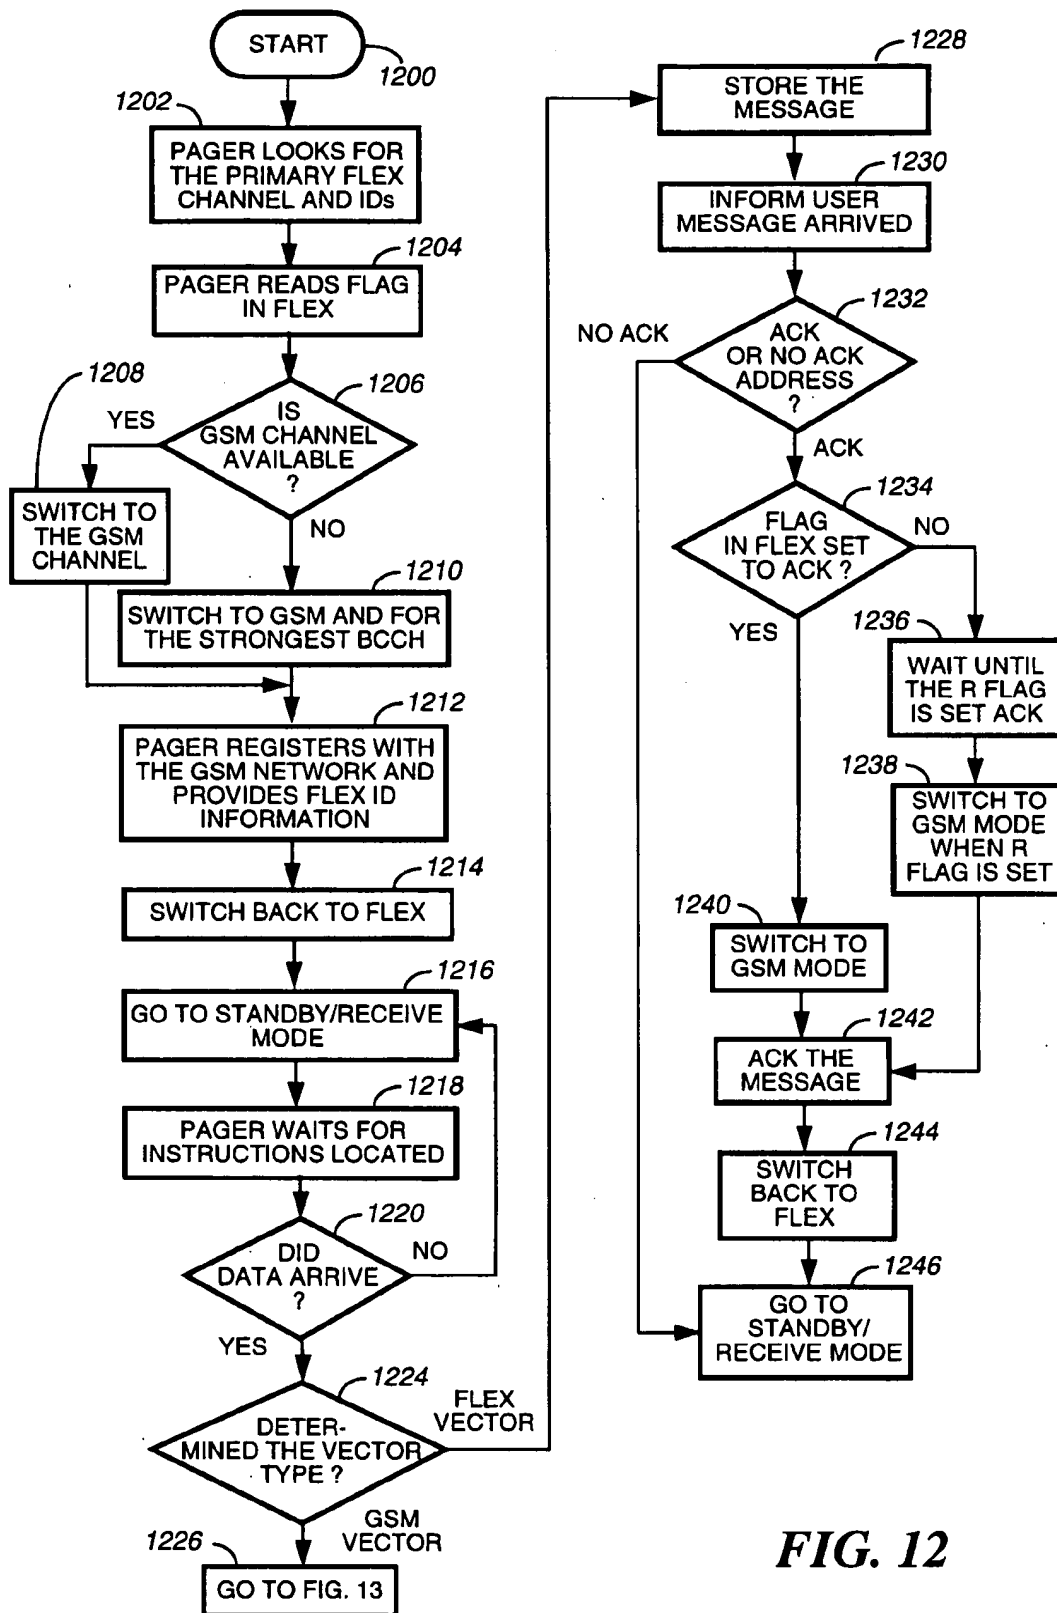 START
1200
1202
PAGER LOOKS FOR
THE PRIMARY FLEX
CHANNEL AND IDs
1204
PAGER READS FLAG
IN FLEX
1206
IS
GSM CHANNEL
AVAILABLE
?
YES
1208
SWITCH TO
THE GSM
CHANNEL
NO
1210
SWITCH TO GSM AND FOR
THE STRONGEST BCCH
1212
PAGER REGISTERS WITH
THE GSM NETWORK AND
PROVIDES FLEX ID
INFORMATION
1214
SWITCH BACK TO FLEX
1216
GO TO STANDBY/RECEIVE
MODE
1218
PAGER WAITS FOR
INSTRUCTIONS LOCATED
1220
DID
DATA ARRIVE
?
NO
YES
1224
DETER-
MINED THE VECTOR
TYPE ?
FLEX
VECTOR
GSM
VECTOR
1226
GO TO FIG. 13
1228
STORE THE
MESSAGE
1230
INFORM USER
MESSAGE ARRIVED
1232
ACK
OR NO ACK
ADDRESS
?
NO ACK
ACK
1234
FLAG
IN FLEX SET
TO ACK ?
NO
YES
1236
WAIT UNTIL
THE R FLAG
IS SET ACK
1238
SWITCH TO
GSM MODE
WHEN R
FLAG IS SET
1240
SWITCH TO
GSM MODE
1242
ACK THE
MESSAGE
1244
SWITCH
BACK TO
FLEX
1246
GO TO
STANDBY/
RECEIVE MODE
FIG. 12